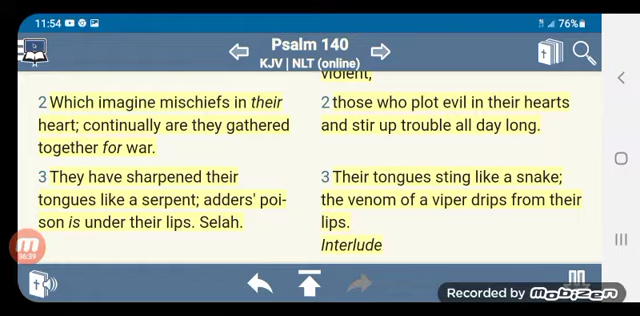 11:54
76%
Psalm 140
KJV | NLT (online)
violent,
2 Which imagine mischiefs in their
heart; continually are they gathered
together for war.
3 They have sharpened their
tongues like a serpent; adders' poi-
son is under their lips. Selah.
2 those who plot evil in their hearts
and stir up trouble all day long.
3 Their tongues sting like a snake;
the venom of a viper drips from their
lips.
Interlude
06:39
Recorded by MOBIZEN